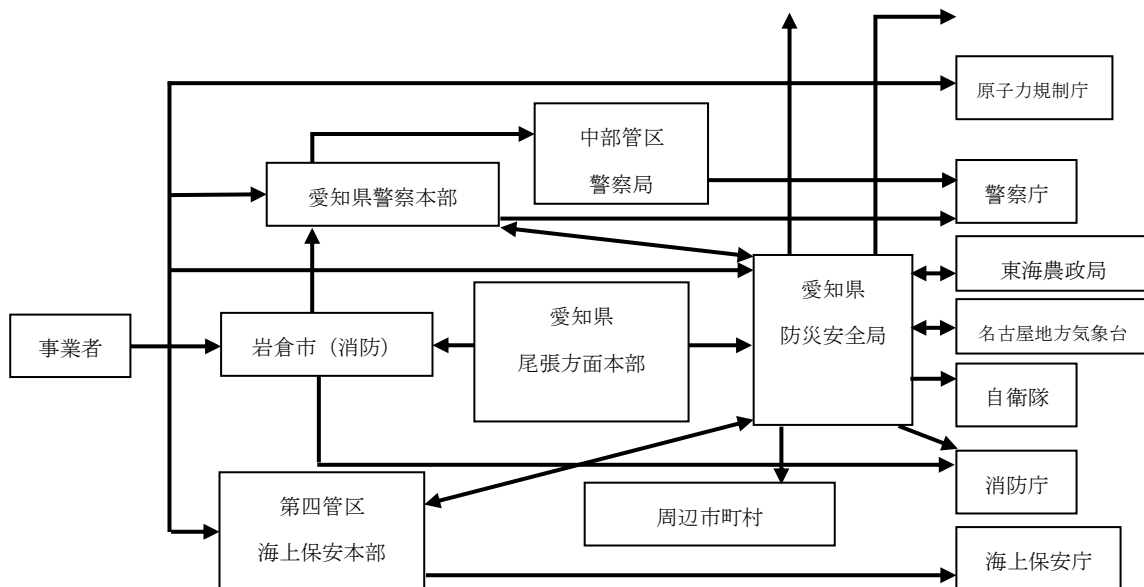 原子力規制庁
中部管区
警察局
愛知県警察本部
警察庁
東海農政局
愛知県
防災安全局
愛知県
尾張方面本部
名古屋地方気象台
事業者
岩倉市（消防）
自衛隊
消防庁
第四管区
海上保安本部
周辺市町村
海上保安庁